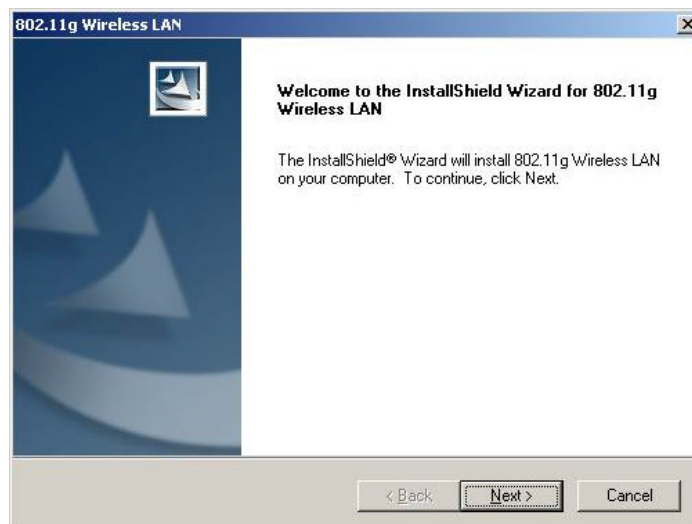 802.11g Wireless LAN
Welcome to the InstallShield Wizard for 802.11g
Wireless LAN
The InstallShield® Wizard will install 802.11g Wireless LAN
on your computer. To continue, click Next.
< Back
Next >
Cancel